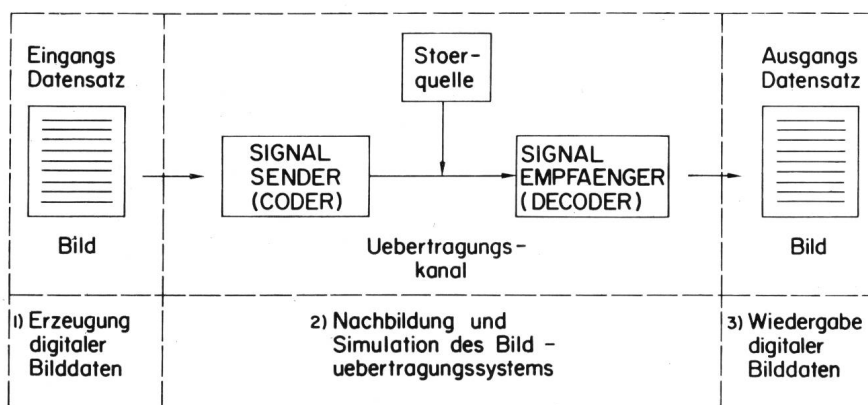 Eingangs
Datensatz
Bild
Stoer-
quelle
SIGNAL
SENDER
(CODER)
SIGNAL
EMPFAENGER
(DECODER)
Uebertragungs-
kanal
Ausgangs
Datensatz
Bild
1) Erzeugung
digitaler
Bilddaten
2) Nachbildung und
Simulation des Bild-
uebertragungssystems
3) Wiedergabe
digitaler
Bilddaten